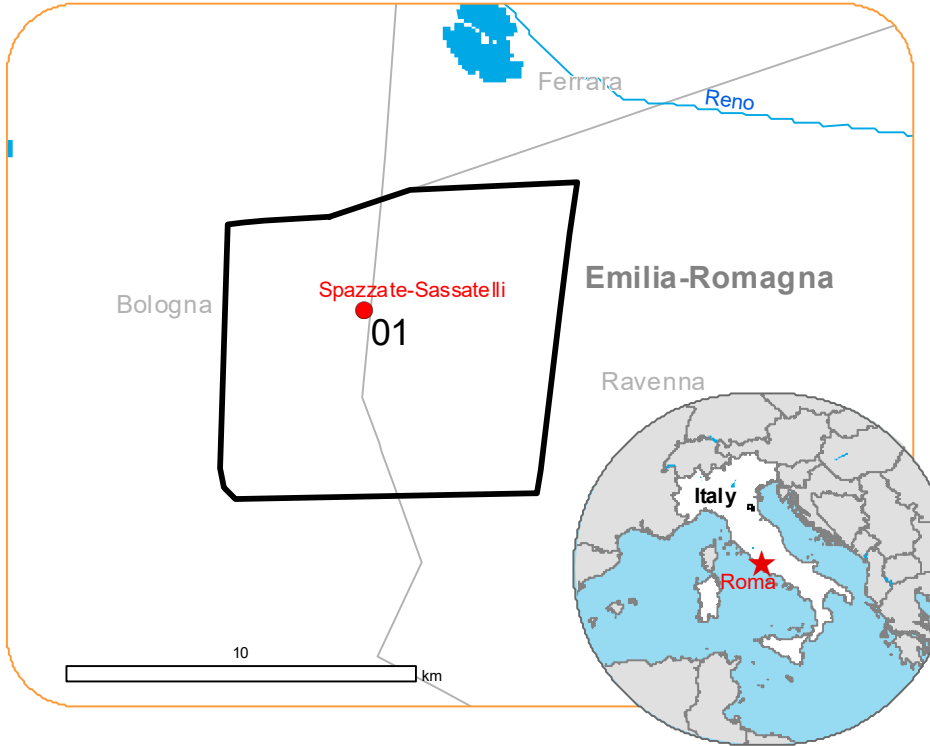 Ferrara
Reno
Emilia-Romagna
Spazzate-Sassatelli
Bologna
01
Ravenna
Italy
Roma
10
km